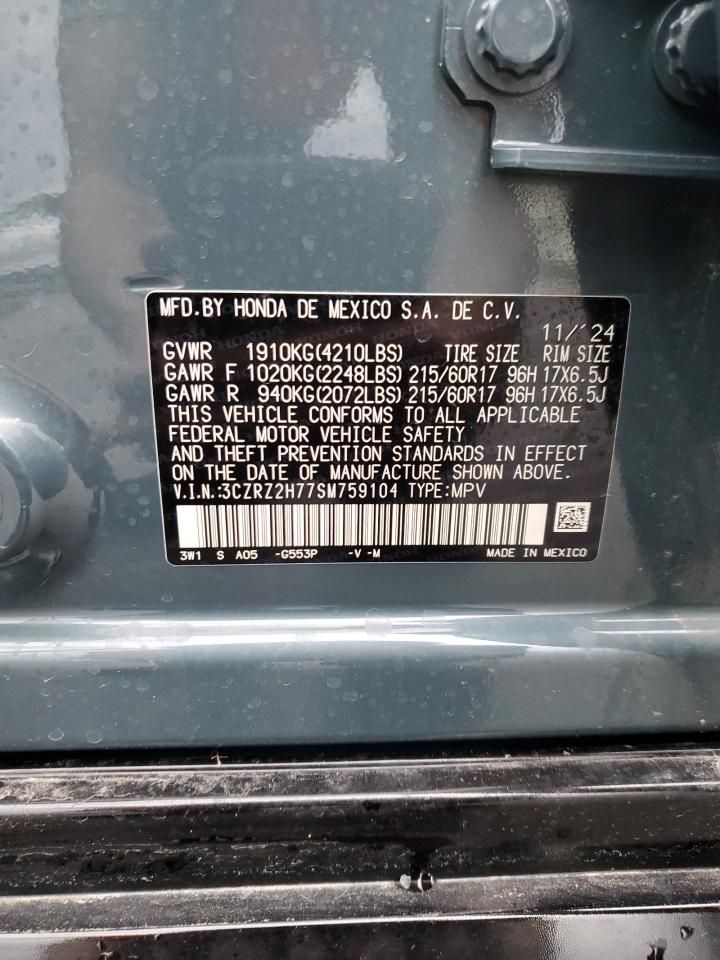 MFD.BY HONDA DE MEXICO S.A. DE C.V.
11/'24
GVWR 1910KG(4210LBS) TIRE SIZE RIM SIZE
GAWR F 1020KG(2248LBS) 215/60R17 96H 17X6.5J
GAWR R 940KG(2072LBS) 215/60R17 96H 17X6.5J
THIS VEHICLE CONFORMS TO ALL APPLICABLE
FEDERAL MOTOR VEHICLE SAFETY
AND THEFT PREVENTION STANDARDS IN EFFECT
ON THE DATE OF MANUFACTURE SHOWN ABOVE.
V.I.N.:3CZRZ2H77SM759104 TYPE:MPV
3W1 S A05 -G553P -V -M MADE IN MEXICO